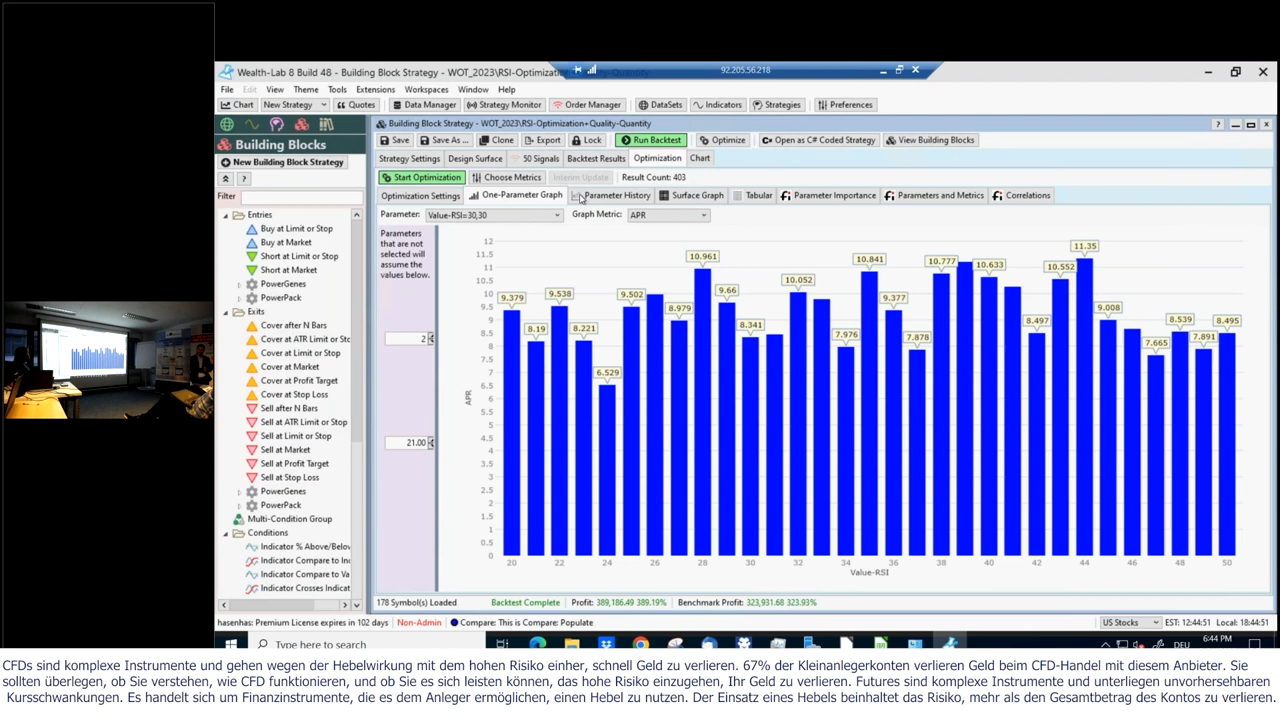 Wealth-Lab 8 Build 48 - Building Block Strategy - WOT_2023\RSI-Optimization+Quality-Quantity
92.205.56.218
File Edit View Theme Tools Extensions Workspaces Window Help
Chart New Strategy Quotes Data Manager Strategy Monitor Order Manager DataSets Indicators Strategies Preferences
Building Blocks
New Building Block Strategy
?
Filter
Entries
Buy at Limit or Stop
Buy at Market
Short at Limit or Stop
Short at Market
PowerGenes
PowerPack
Exits
Cover after N Bars
Cover at ATR Limit or Stc
Cover at Limit or Stop
Cover at Market
Cover at Profit Target
Cover at Stop Loss
Sell after N Bars
Sell at ATR Limit or Stop
Sell at Limit or Stop
Sell at Market
Sell at Profit Target
Sell at Stop Loss
PowerGenes
PowerPack
Multi-Condition Group
Conditions
Indicator % Above/Below
Indicator Compare to Inc
Indicator Compare to Va
Indicator Crosses Indicat
Building Block Strategy - WOT_2023\RSI-Optimization+Quality-Quantity
Save Save As ... Clone Export Lock Run Backtest Optimize C# Open as C# Coded Strategy View Building Blocks
Strategy Settings Design Surface 50 Signals Backtest Results Optimization Chart
Start Optimization Choose Metrics Interim Update Result Count: 403
Optimization Settings One-Parameter Graph Parameter History Surface Graph Tabular Parameter Importance Parameters and Metrics Correlations
Parameter: Value-RSI=30,30 Graph Metric: APR
Parameters
that are not
selected will
assume the
values below.
2
21.00
APR
12
11.5
11
10.5
10
9.5
9
8.5
8
7.5
7
6.5
6
5.5
5
4.5
4
3.5
3
2.5
2
1.5
1
0.5
0
9.379 8.19 9.538 8.221 6.529 9.502 8.979 10.961 9.66 8.341 10.052 7.976 10.841 9.377 7.878 10.777 10.633 8.497 10.552 11.35 9.008 7.665 8.539 7.891 8.495
20 22 24 26 28 30 32 34 36 38 40 42 44 46 48 50
Value-RSI
178 Symbol(s) Loaded Backtest Complete Profit: 389,186.49 389.19% Benchmark Profit: 323,931.68 323.93%
hasenhas: Premium License expires in 102 days Non-Admin Compare: This is Compare: Populate US Stocks EST: 12:44:51 Local: 18:44:51
Type here to search DEU 6:44 PM
CFDs sind komplexe Instrumente und gehen wegen der Hebelwirkung mit dem hohen Risiko einher, schnell Geld zu verlieren. 67% der Kleinanlegerkonten verlieren Geld beim CFD-Handel mit diesem Anbieter. Sie
sollten überlegen, ob Sie verstehen, wie CFD funktionieren, und ob Sie es sich leisten können, das hohe Risiko einzugehen, Ihr Geld zu verlieren. Futures sind komplexe Instrumente und unterliegen unvorhersehbaren
Kursschwankungen. Es handelt sich um Finanzinstrumente, die es dem Anleger ermöglichen, einen Hebel zu nutzen. Der Einsatz eines Hebels beinhaltet das Risiko, mehr als den Gesamtbetrag des Kontos zu verlieren.